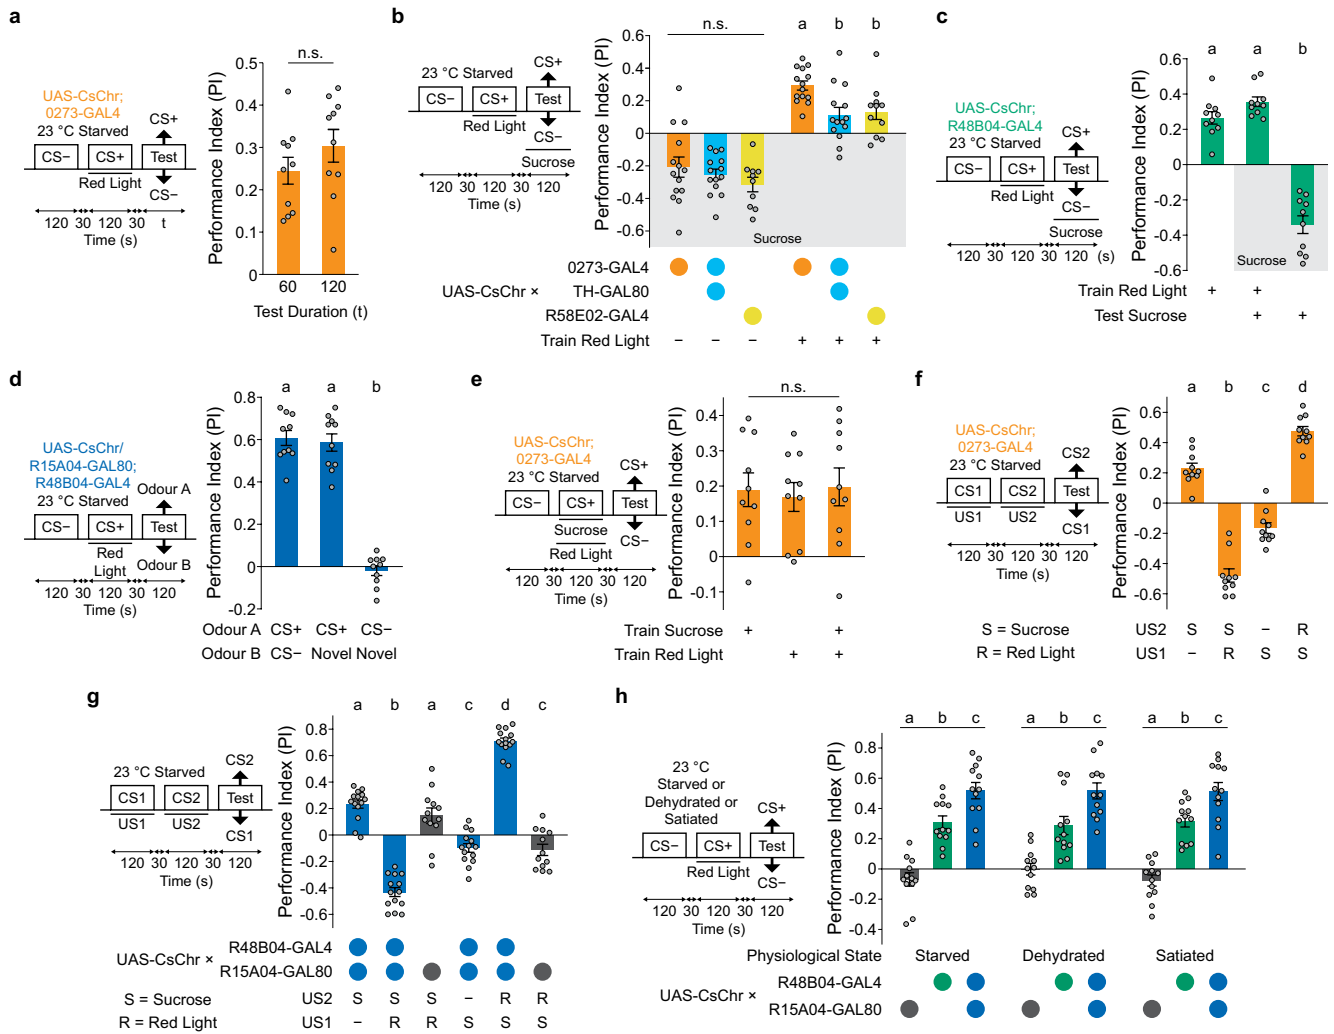 a
UAS-CsChr;
0273-GAL4
23 °C Starved
CS+
CS−
CS+
Test
Red Light
CS−
120 30 120 30 t
Time (s)
Performance Index (PI)
0.5
0.4
0.3
0.2
0.1
0
n.s.
60 120
Test Duration (t)
b
23 °C Starved
CS+
CS−
CS+
Test
Red Light
CS−
Sucrose
120 30 120 30 120
Time (s)
Performance Index (PI)
0.6
0.4
0.2
0
-0.2
-0.4
-0.6
n.s. a b b
Sucrose
UAS-CsChr ×
0273-GAL4
TH-GAL80
R58E02-GAL4
Train Red Light − − − + + +
c
UAS-CsChr;
R48B04-GAL4
23 °C Starved
CS+
CS−
CS+
Test
Red Light
CS−
Sucrose
120 30 120 30 120 (s)
Performance Index (PI)
0.6
0.4
0.2
0
-0.2
-0.4
-0.6
a a b
Sucrose
Train Red Light + +
Test Sucrose + +
d
UAS-CsChr/
R15A04-GAL80;
R48B04-GAL4
23 °C Starved
Odour A
CS−
CS+
Test
Red
Light
Odour B
120 30 120 30 120
Time (s)
Performance Index (PI)
0.8
0.6
0.4
0.2
0
-0.2
a a b
Odour A CS+ CS+ CS−
Odour B CS− Novel Novel
e
UAS-CsChr;
0273-GAL4
23 °C Starved
CS+
CS−
CS+
Test
Sucrose
Red Light
CS−
120 30 120 30 120
Time (s)
Performance Index (PI)
0.4
0.3
0.2
0.1
0
-0.1
n.s.
Train Sucrose + +
Train Red Light + +
f
UAS-CsChr;
0273-GAL4
23 °C Starved
CS2
CS1
CS2
Test
US1
US2
CS1
120 30 120 30 120
Time (s)
S = Sucrose
R = Red Light
Performance Index (PI)
0.6
0.4
0.2
0
-0.2
-0.4
-0.6
a b c d
US2 S S − R
US1 − R S S
g
23 °C Starved
CS2
CS1
CS2
Test
US1
US2
CS1
120 30 120 30 120
Time (s)
Performance Index (PI)
0.8
0.6
0.4
0.2
0
-0.2
-0.4
-0.6
a b a c d c
UAS-CsChr ×
R48B04-GAL4
R15A04-GAL80
S = Sucrose
R = Red Light
US2 S S S − R R
US1 − R R S S S
h
23 °C
Starved or
Dehydrated or
Satiated
CS+
CS−
CS+
Test
Red Light
CS−
120 30 120 30 120
Time (s)
Performance Index (PI)
0.8
0.6
0.4
0.2
0
-0.2
-0.4
a b c a b c a b c
Physiological State Starved Dehydrated Satiated
UAS-CsChr ×
R48B04-GAL4
R15A04-GAL80